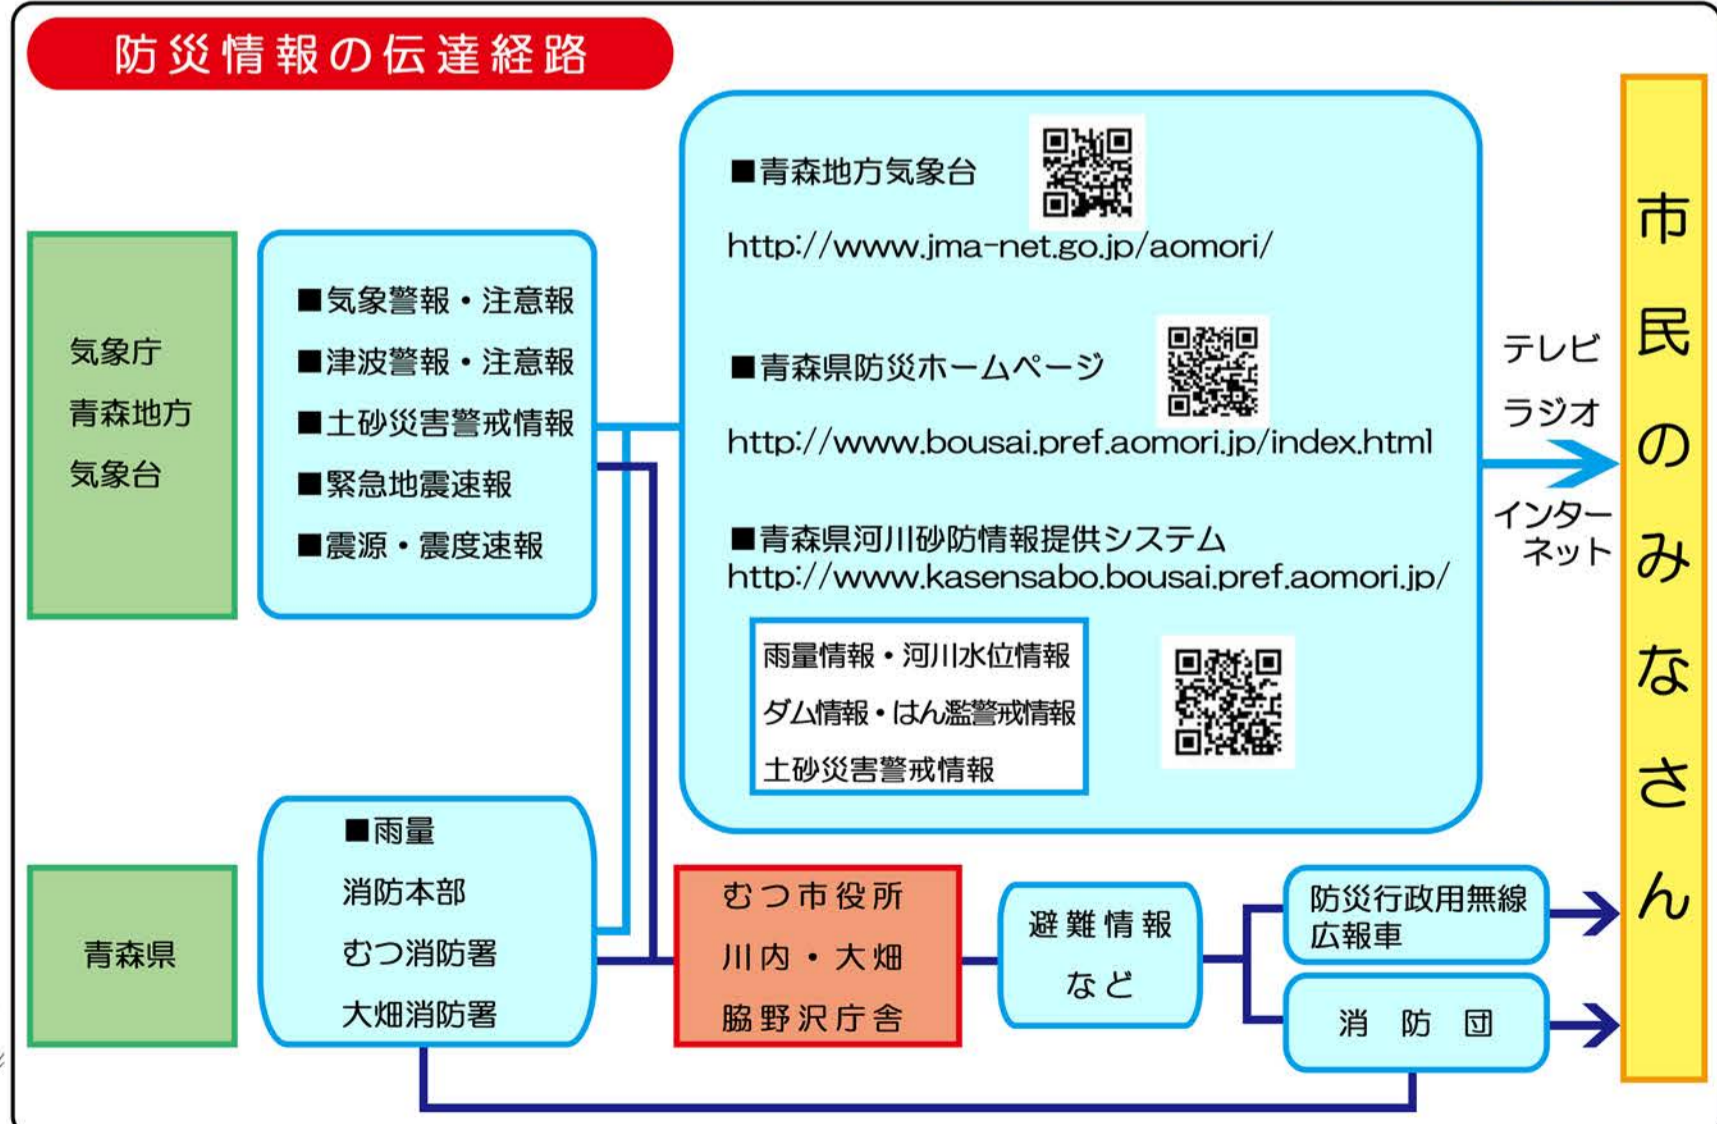 防災情報の伝達経路
気象庁
青森地方
気象台
■気象警報・注意報
■津波警報・注意報
■土砂災害警戒情報
■緊急地震速報
■震源・震度速報
■青森地方気象台
http://www.jma-net.go.jp/aomori/
■青森県防災ホームページ
http://www.bousai.pref.aomori.jp/index.html
■青森県河川砂防情報提供システム
http://www.kasensabo.bousai.pref.aomori.jp/
雨量情報・河川水位情報
ダム情報・はん濫警戒情報
土砂災害警戒情報
テレビ
ラジオ
インター
ネット
市民のみなさん
青森県
■雨量
消防本部
むつ消防署
大畑消防署
むつ市役所
川内・大畑
脇野沢庁舎
避難情報
など
防災行政用無線
広報車
消防団